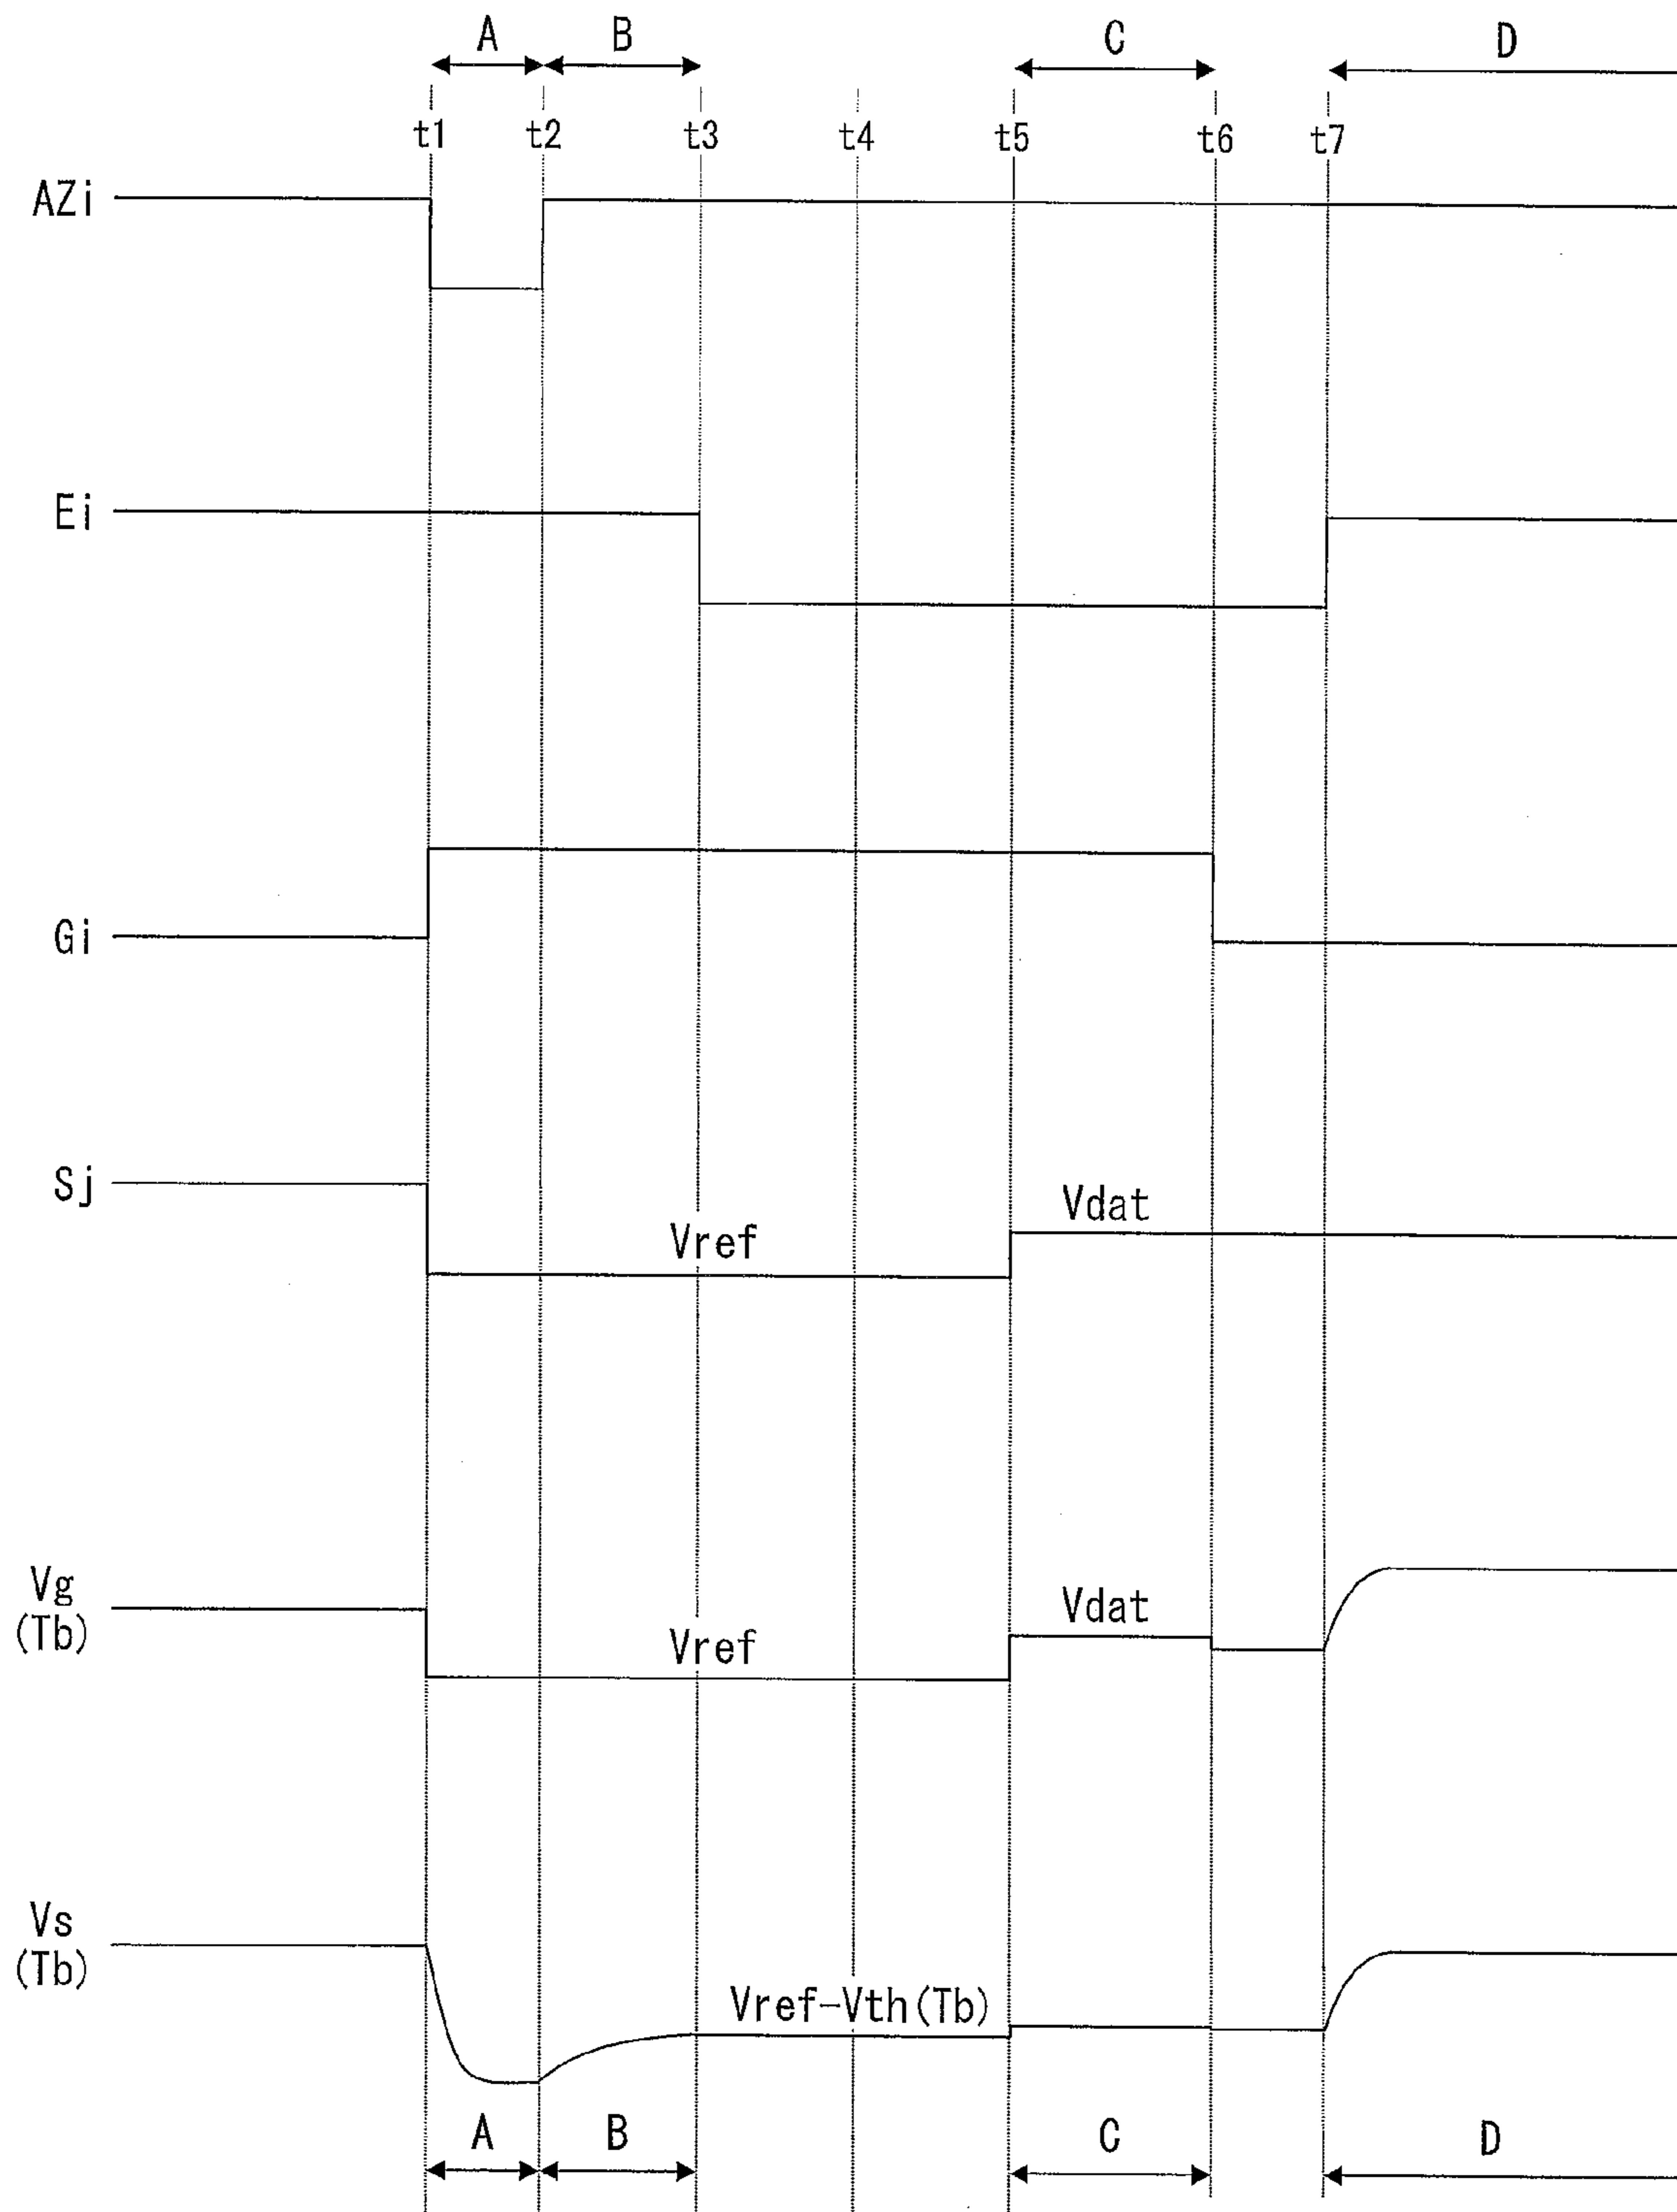 A B C D
t1 t2 t3 t4 t5 t6 t7
AZi
Ei
Gi
Sj
Vref
Vdat
Vg
(Tb)
Vref
Vdat
Vs
(Tb)
Vref-Vth(Tb)
A B C D